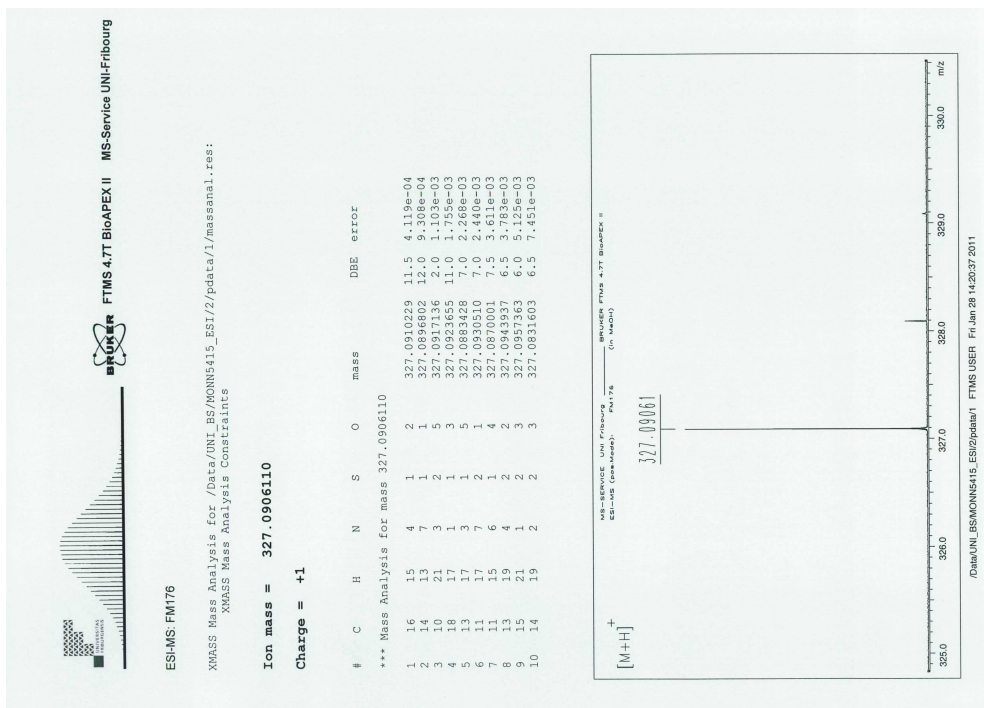 UNIVERSITAS
FRIBURGENSIS
BRUKER FTMS 4.7T BioAPEX II MS-Service UNI-Fribourg
ESI-MS: FM176
XMASS Mass Analysis for /Data/UNI_BS/MONN5415_ESI/2/pdata/1/massanal.res:
XMASS Mass Analysis Constraints
Ion mass = 327.0906110
Charge = +1
# C H N S O mass DBE error
*** Mass Analysis for mass 327.0906110
1 16 15 4 1 2 327.0910229 11.5 4.119e-04
2 14 13 7 1 1 327.0896802 12.0 9.308e-04
3 10 21 3 2 5 327.0917136 2.0 1.103e-03
4 18 17 1 1 3 327.0923655 11.0 1.755e-03
5 13 17 3 1 5 327.0883428 7.0 2.268e-03
6 11 17 7 2 1 327.0930510 7.0 2.440e-03
7 11 15 6 1 4 327.0870001 7.5 3.611e-03
8 13 19 4 2 2 327.0943937 6.5 3.783e-03
9 15 21 1 2 3 327.0957363 6.0 5.125e-03
10 14 19 2 2 3 327.0831603 6.5 7.451e-03
MS-SERVICE UNI Fribourg BRUKER FTMS 4.7T BioAPEX II
ESI-MS (pos.Mode): FM176 (in MeOH)
[M+H]+
327.09061
325.0 326.0 327.0 328.0 329.0 330.0 m/z
/Data/UNI_BS/MONN5415_ESI/2/pdata/1 FTMS USER Fri Jan 28 14:20:37 2011